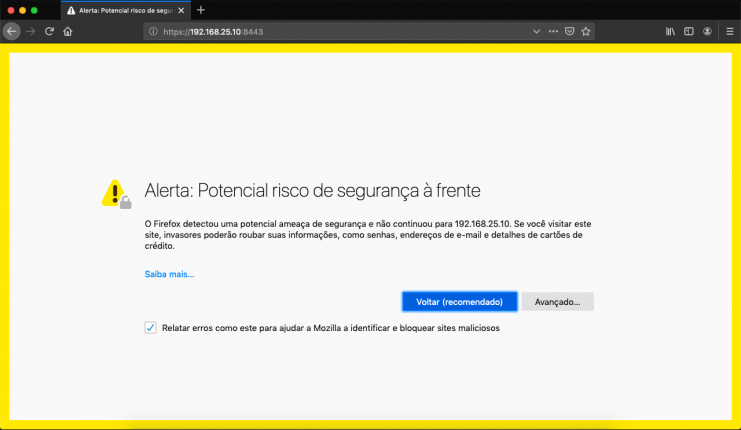 Alerta: Potencial risco de segur
https://192.168.25.10:8443
Alerta: Potencial risco de segurança à frente
O Firefox detectou uma potencial ameaça de segurança e não continuou para 192.168.25.10. Se você visitar este
site, invasores poderão roubar suas informações, como senhas, endereços de e-mail e detalhes de cartões de
crédito.
Saiba mais...
Voltar (recomendado)
Avançado...
Relatar erros como este para ajudar a Mozilla a identificar e bloquear sites maliciosos